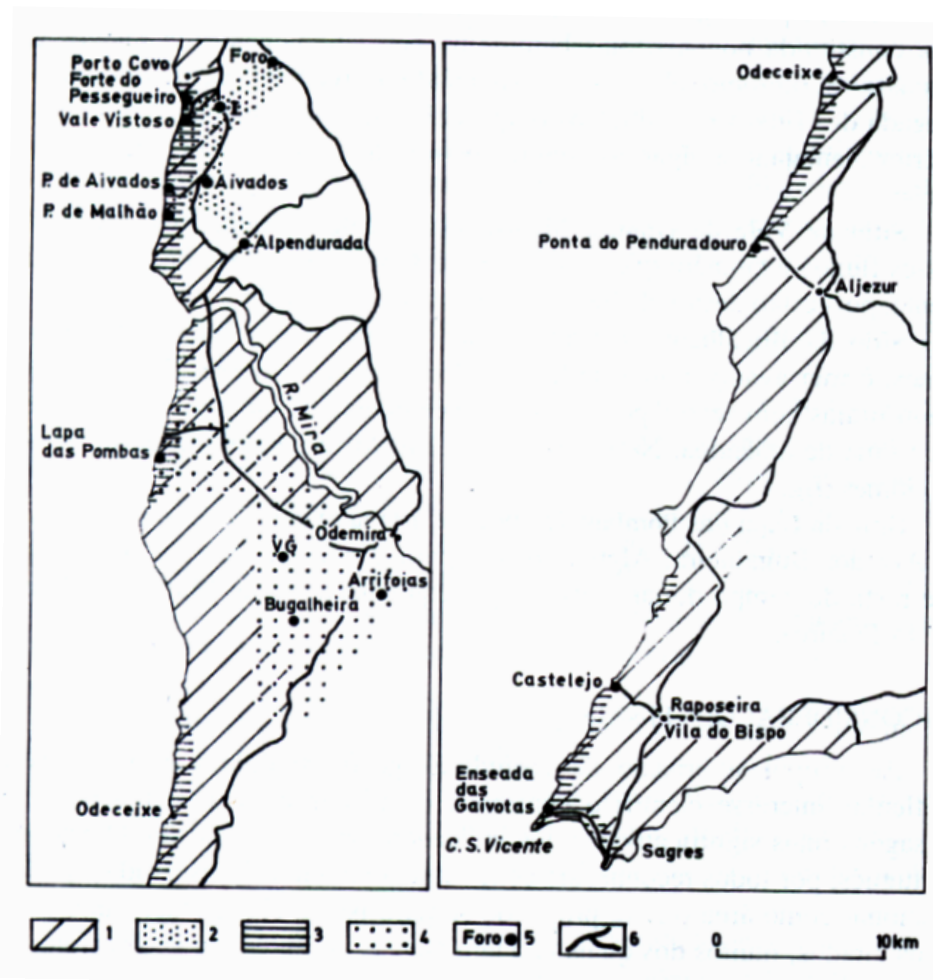 Porto Covo
Forte do
Pessegueiro
Vale Vistoso
P. de Aivados
P. de Malhão
Foro
Aivados
Alpendurada
R. Mira
Lapa
das Pombas
Odemira
VG
Arrifoias
Bugalheira
Odeceixe
Odeceixe
Ponta do Penduradouro
Aljezur
Castelejo
Raposeira
Vila do Bispo
Enseada
das
Gaivotas
C. S. Vicente
Sagres
1
2
3
4
Foro 5
6
0 10km